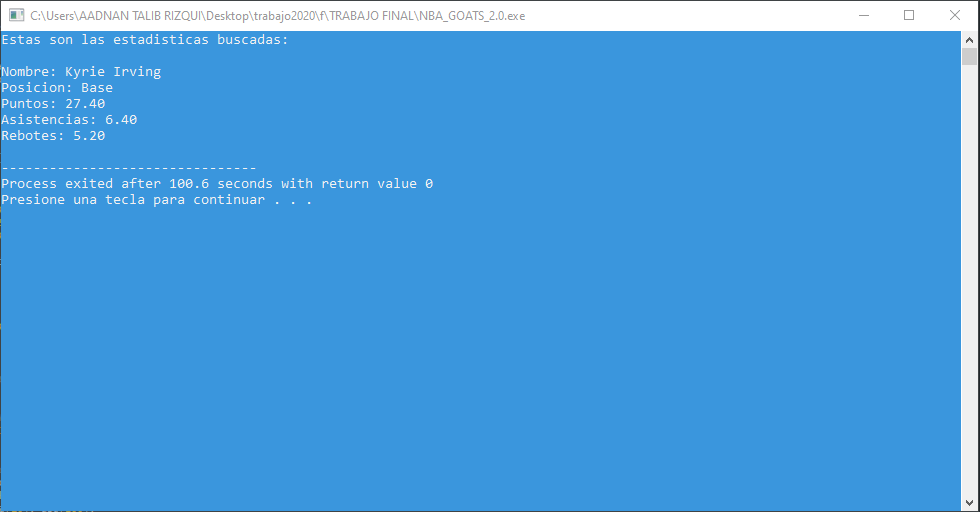 C:\Users\AADNAN TALIB RIZQUI\Desktop\trabajo2020\f\TRABAJO FINAL\NBA_GOATS_2.0.exe
Estas son las estadisticas buscadas:
Nombre: Kyrie Irving
Posicion: Base
Puntos: 27.40
Asistencias: 6.40
Rebotes: 5.20
--------------------------------
Process exited after 100.6 seconds with return value 0
Presione una tecla para continuar . . .